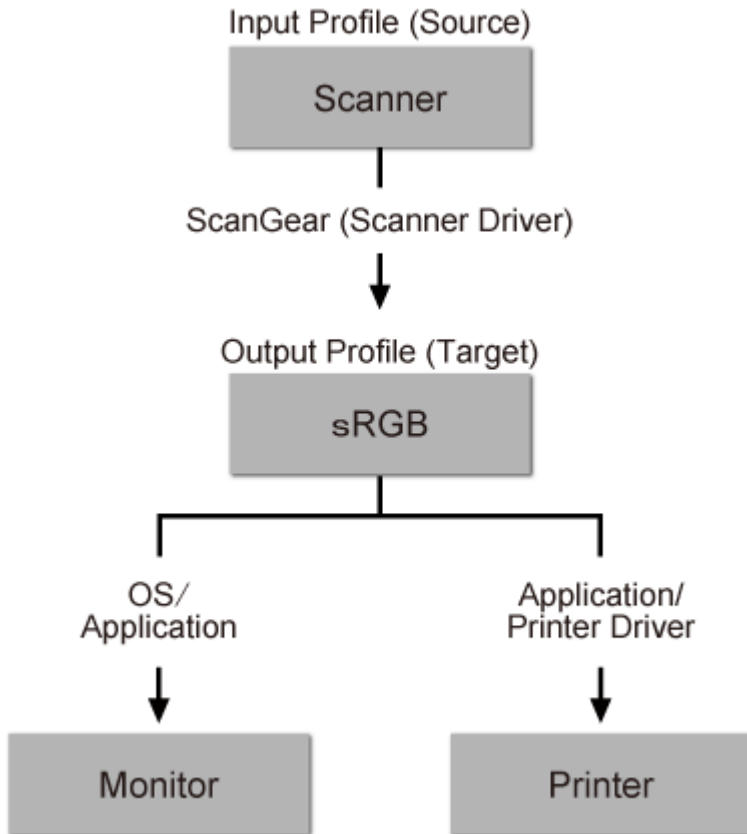 Input Profile (Source)
Scanner
ScanGear (Scanner Driver)
Output Profile (Target)
sRGB
OS/
Application
Application/
Printer Driver
Monitor
Printer